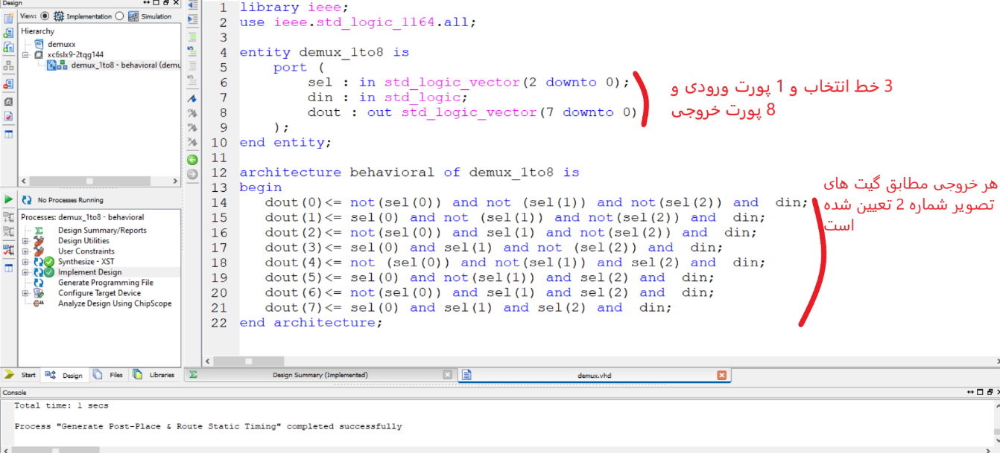 Design
View: Implementation Simulation
Hierarchy
demuxx
xc6slx9-2tqg144
demux_1to8 - behavioral (demu
No Processes Running
Processes: demux_1to8 - behavioral
Design Summary/Reports
Design Utilities
User Constraints
Synthesize - XST
Implement Design
Generate Programming File
Configure Target Device
Analyze Design Using ChipScope
Start Design Files Libraries
1 library ieee;
2 use ieee.std_logic_1164.all;
3
4 entity demux_1to8 is
5 port (
6 sel : in std_logic_vector(2 downto 0);
7 din : in std_logic;
8 dout : out std_logic_vector(7 downto 0)
9 );
10 end entity;
11
12 architecture behavioral of demux_1to8 is
13 begin
14 dout(0)<= not(sel(0)) and not (sel(1)) and not(sel(2)) and din;
15 dout(1)<= sel(0) and not (sel(1)) and not(sel(2)) and din;
16 dout(2)<= not(sel(0)) and sel(1) and not(sel(2)) and din;
17 dout(3)<= sel(0) and sel(1) and not (sel(2)) and din;
18 dout(4)<= not (sel(0)) and not(sel(1)) and sel(2) and din;
19 dout(5)<= sel(0) and not(sel(1)) and sel(2) and din;
20 dout(6)<= not(sel(0)) and sel(1) and sel(2) and din;
21 dout(7)<= sel(0) and sel(1) and sel(2) and din;
22 end architecture;
3 خط انتخاب و 1 پورت ورودی و
8 پورت خروجی
هر خروجی مطابق گیت های
تصویر شماره 2 تعیین شده
است
Design Summary (Implemented)
demux.vhd
Console
Total time: 1 secs
Process "Generate Post-Place & Route Static Timing" completed successfully